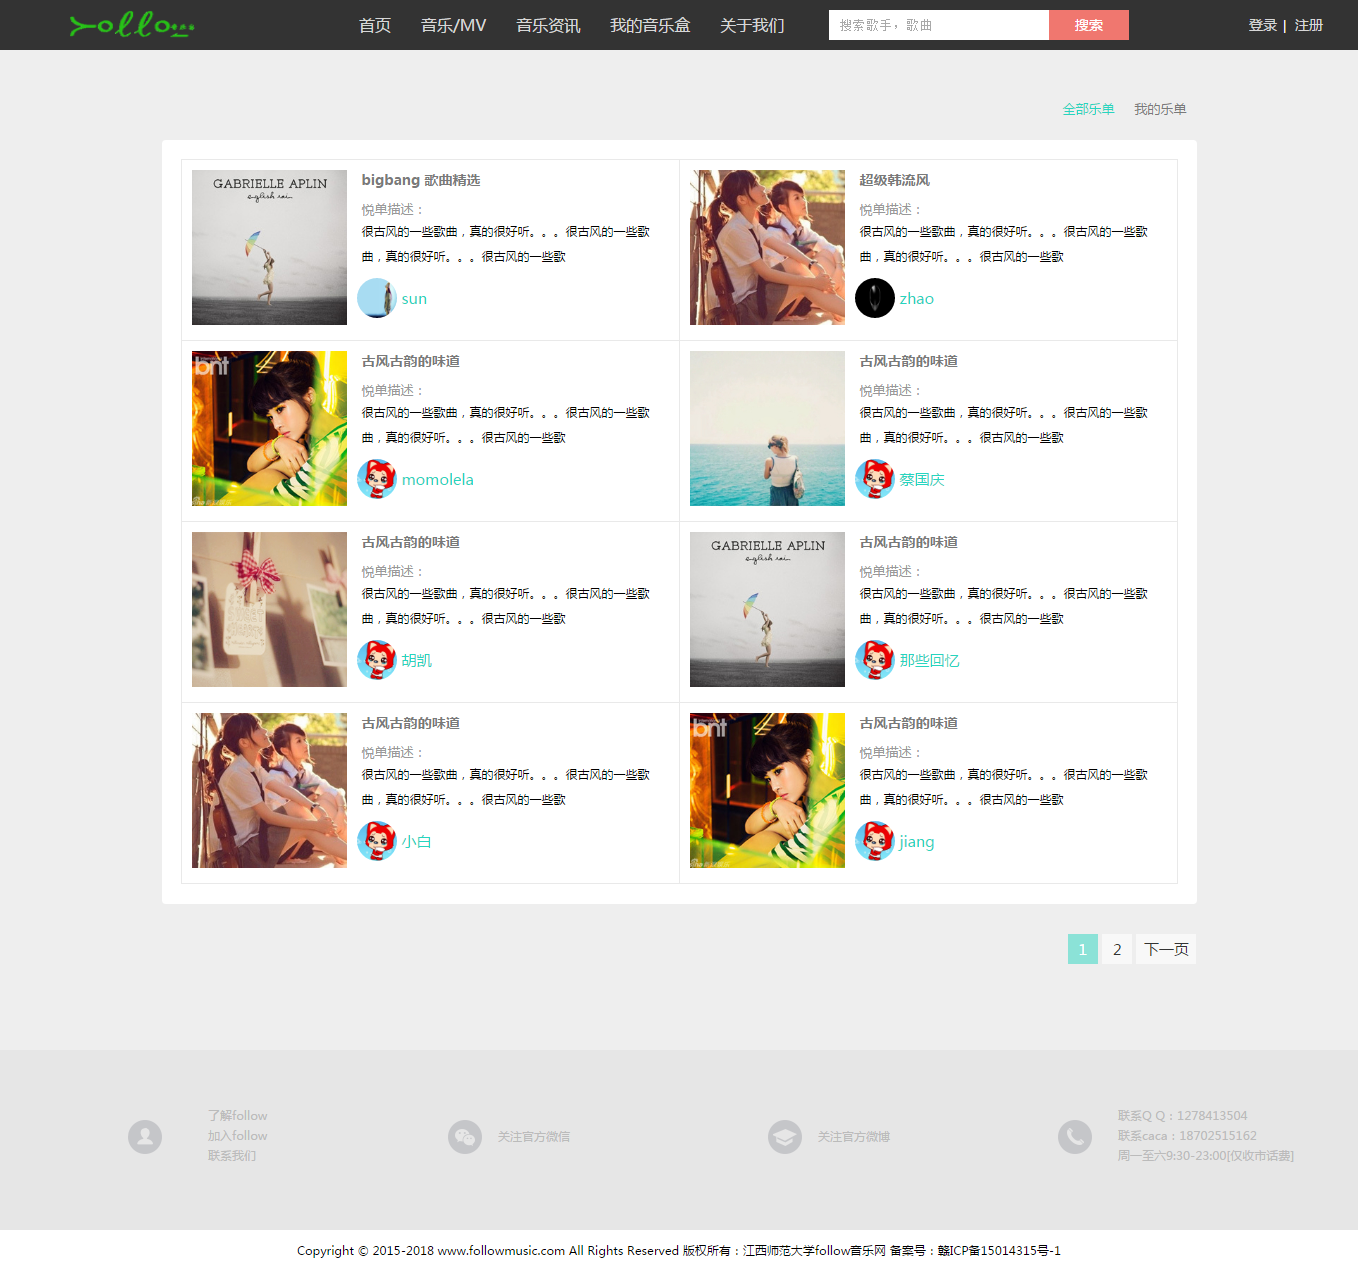 follow
首页 音乐/MV 音乐资讯 我的音乐盒 关于我们 搜索歌手，歌曲 搜索 登录 | 注册
全部乐单 我的乐单
GABRIELLE APLIN
english rain
bigbang 歌曲精选
悦单描述：
很古风的一些歌曲，真的很好听。。。很古风的一些歌
曲，真的很好听。。。很古风的一些歌
sun
超级韩流风
悦单描述：
很古风的一些歌曲，真的很好听。。。很古风的一些歌
曲，真的很好听。。。很古风的一些歌
zhao
bnt
古风古韵的味道
悦单描述：
很古风的一些歌曲，真的很好听。。。很古风的一些歌
曲，真的很好听。。。很古风的一些歌
momolela
古风古韵的味道
悦单描述：
很古风的一些歌曲，真的很好听。。。很古风的一些歌
曲，真的很好听。。。很古风的一些歌
蔡国庆
古风古韵的味道
悦单描述：
很古风的一些歌曲，真的很好听。。。很古风的一些歌
曲，真的很好听。。。很古风的一些歌
胡凯
GABRIELLE APLIN
english rain
古风古韵的味道
悦单描述：
很古风的一些歌曲，真的很好听。。。很古风的一些歌
曲，真的很好听。。。很古风的一些歌
那些回忆
古风古韵的味道
悦单描述：
很古风的一些歌曲，真的很好听。。。很古风的一些歌
曲，真的很好听。。。很古风的一些歌
小白
bnt
古风古韵的味道
悦单描述：
很古风的一些歌曲，真的很好听。。。很古风的一些歌
曲，真的很好听。。。很古风的一些歌
jiang
1 2 下一页
了解follow
加入follow
联系我们
关注官方微信
关注官方微博
联系Q Q：1278413504
联系caca：18702515162
周一至六9:30-23:00[仅收市话费]
Copyright © 2015-2018 www.followmusic.com All Rights Reserved 版权所有：江西师范大学follow音乐网 备案号：赣ICP备15014315号-1